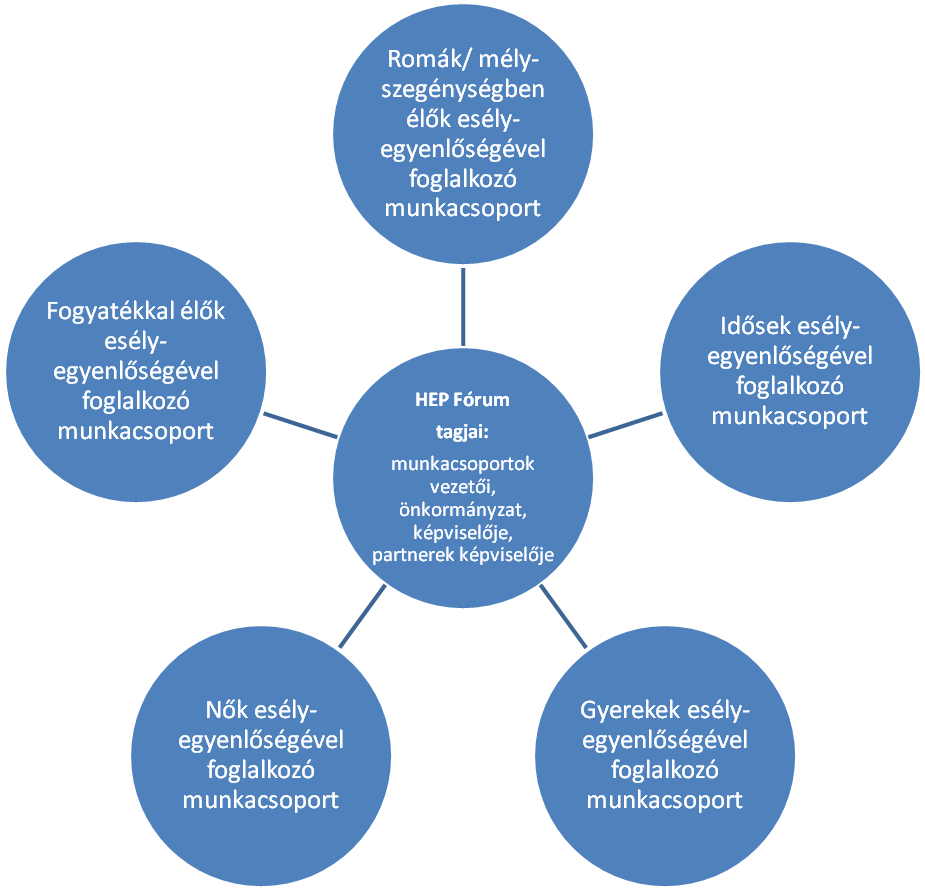 Romák/ mély-
szegénységben
élők esély-
egyenlőségével
foglalkozó
munkacsoport
Fogyatékkal élők
esély-
egyenlőségével
foglalkozó
munkacsoport
Idősek esély-
egyenlőségével
foglalkozó
munkacsoport
HEP Fórum
tagjai:
munkacsoportok
vezetői,
önkormányzat,
képviselője,
partnerek képviselője
Nők esély-
egyenlőségével
foglalkozó
munkacsoport
Gyerekek esély-
egyenlőségével
foglalkozó
munkacsoport